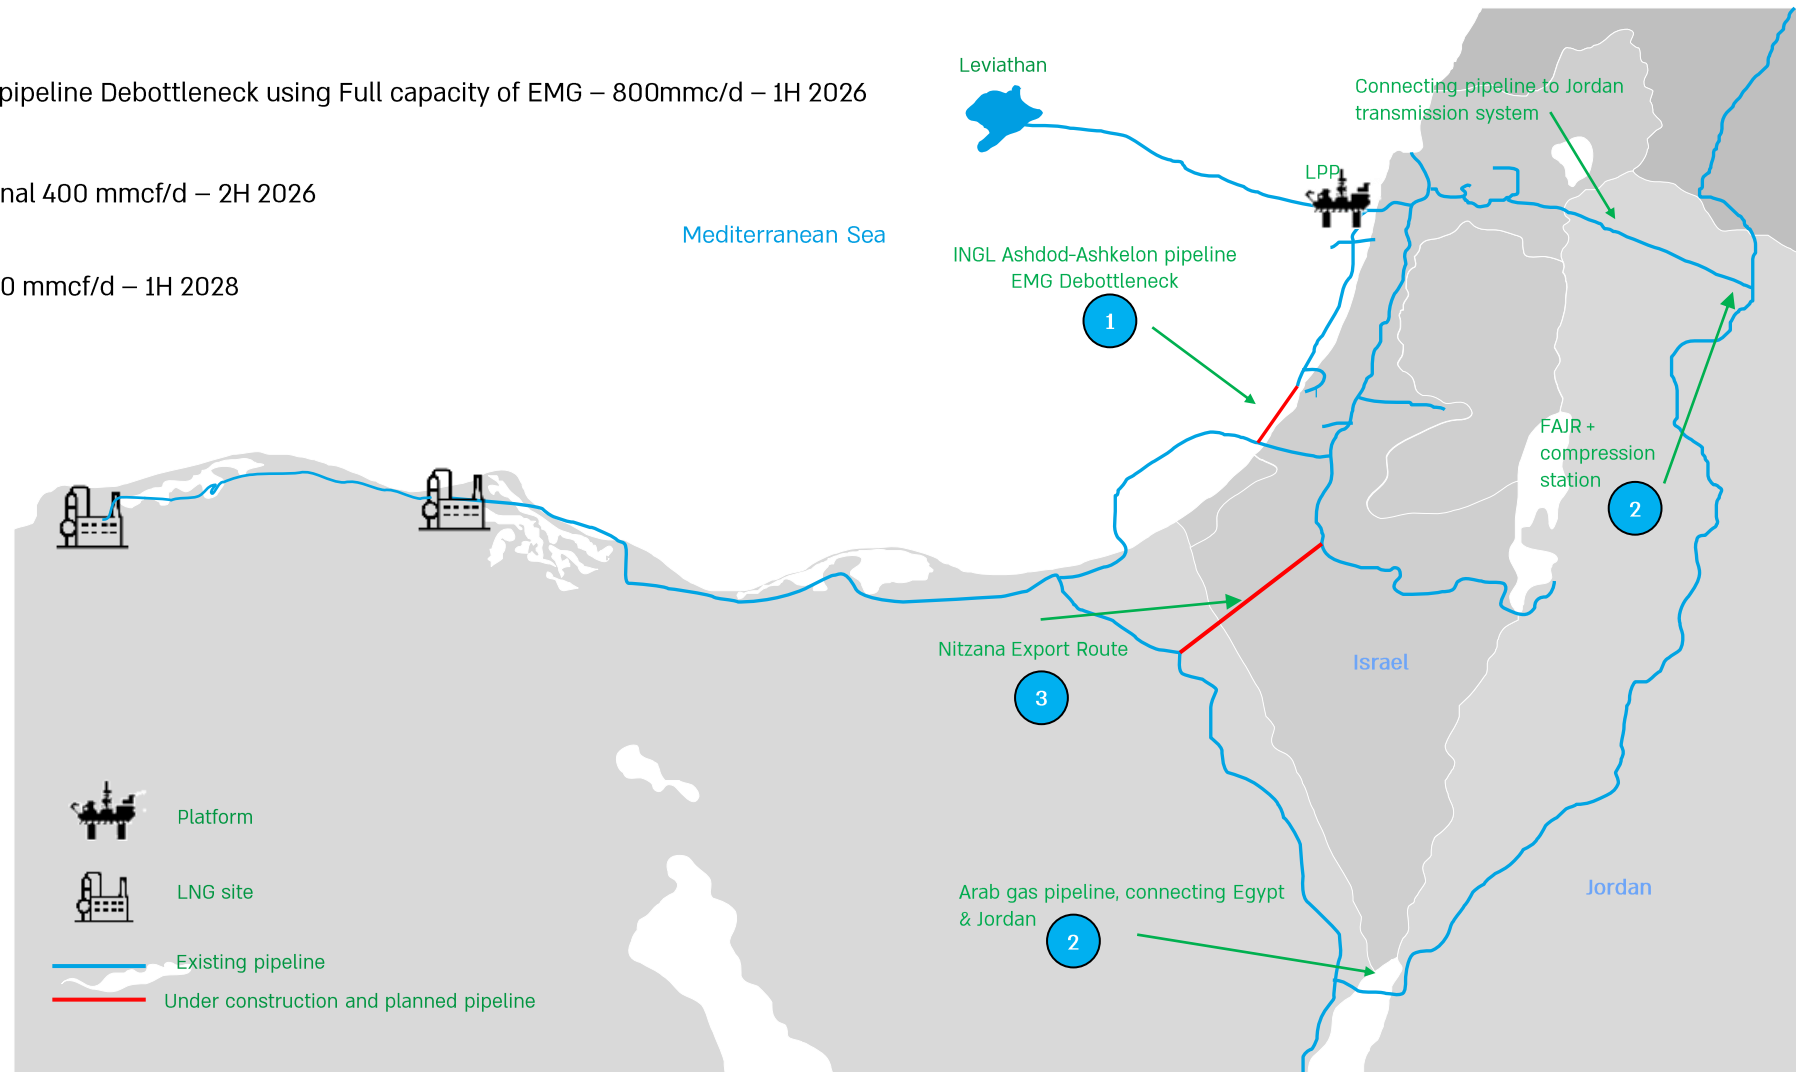 pipeline Debottleneck using Full capacity of EMG – 800mmc/d – 1H 2026
nal 400 mmcf/d – 2H 2026
0 mmcf/d – 1H 2028
Leviathan
Connecting pipeline to Jordan
transmission system
LPP
Mediterranean Sea
INGL Ashdod-Ashkelon pipeline
EMG Debottleneck
1
FAJR +
compression
station
2
Nitzana Export Route
3
Israel
Jordan
Arab gas pipeline, connecting Egypt
& Jordan
2
Platform
LNG site
Existing pipeline
Under construction and planned pipeline